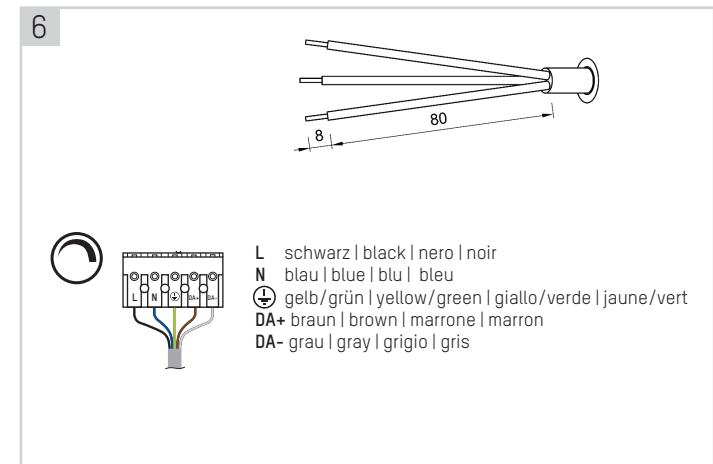 6
80
8
L N ⏚ DA+ DA-
L schwarz | black | nero | noir
N blau | blue | blu | bleu
⏚ gelb/grün | yellow/green | giallo/verde | jaune/vert
DA+ braun | brown | marrone | marron
DA- grau | gray | grigio | gris